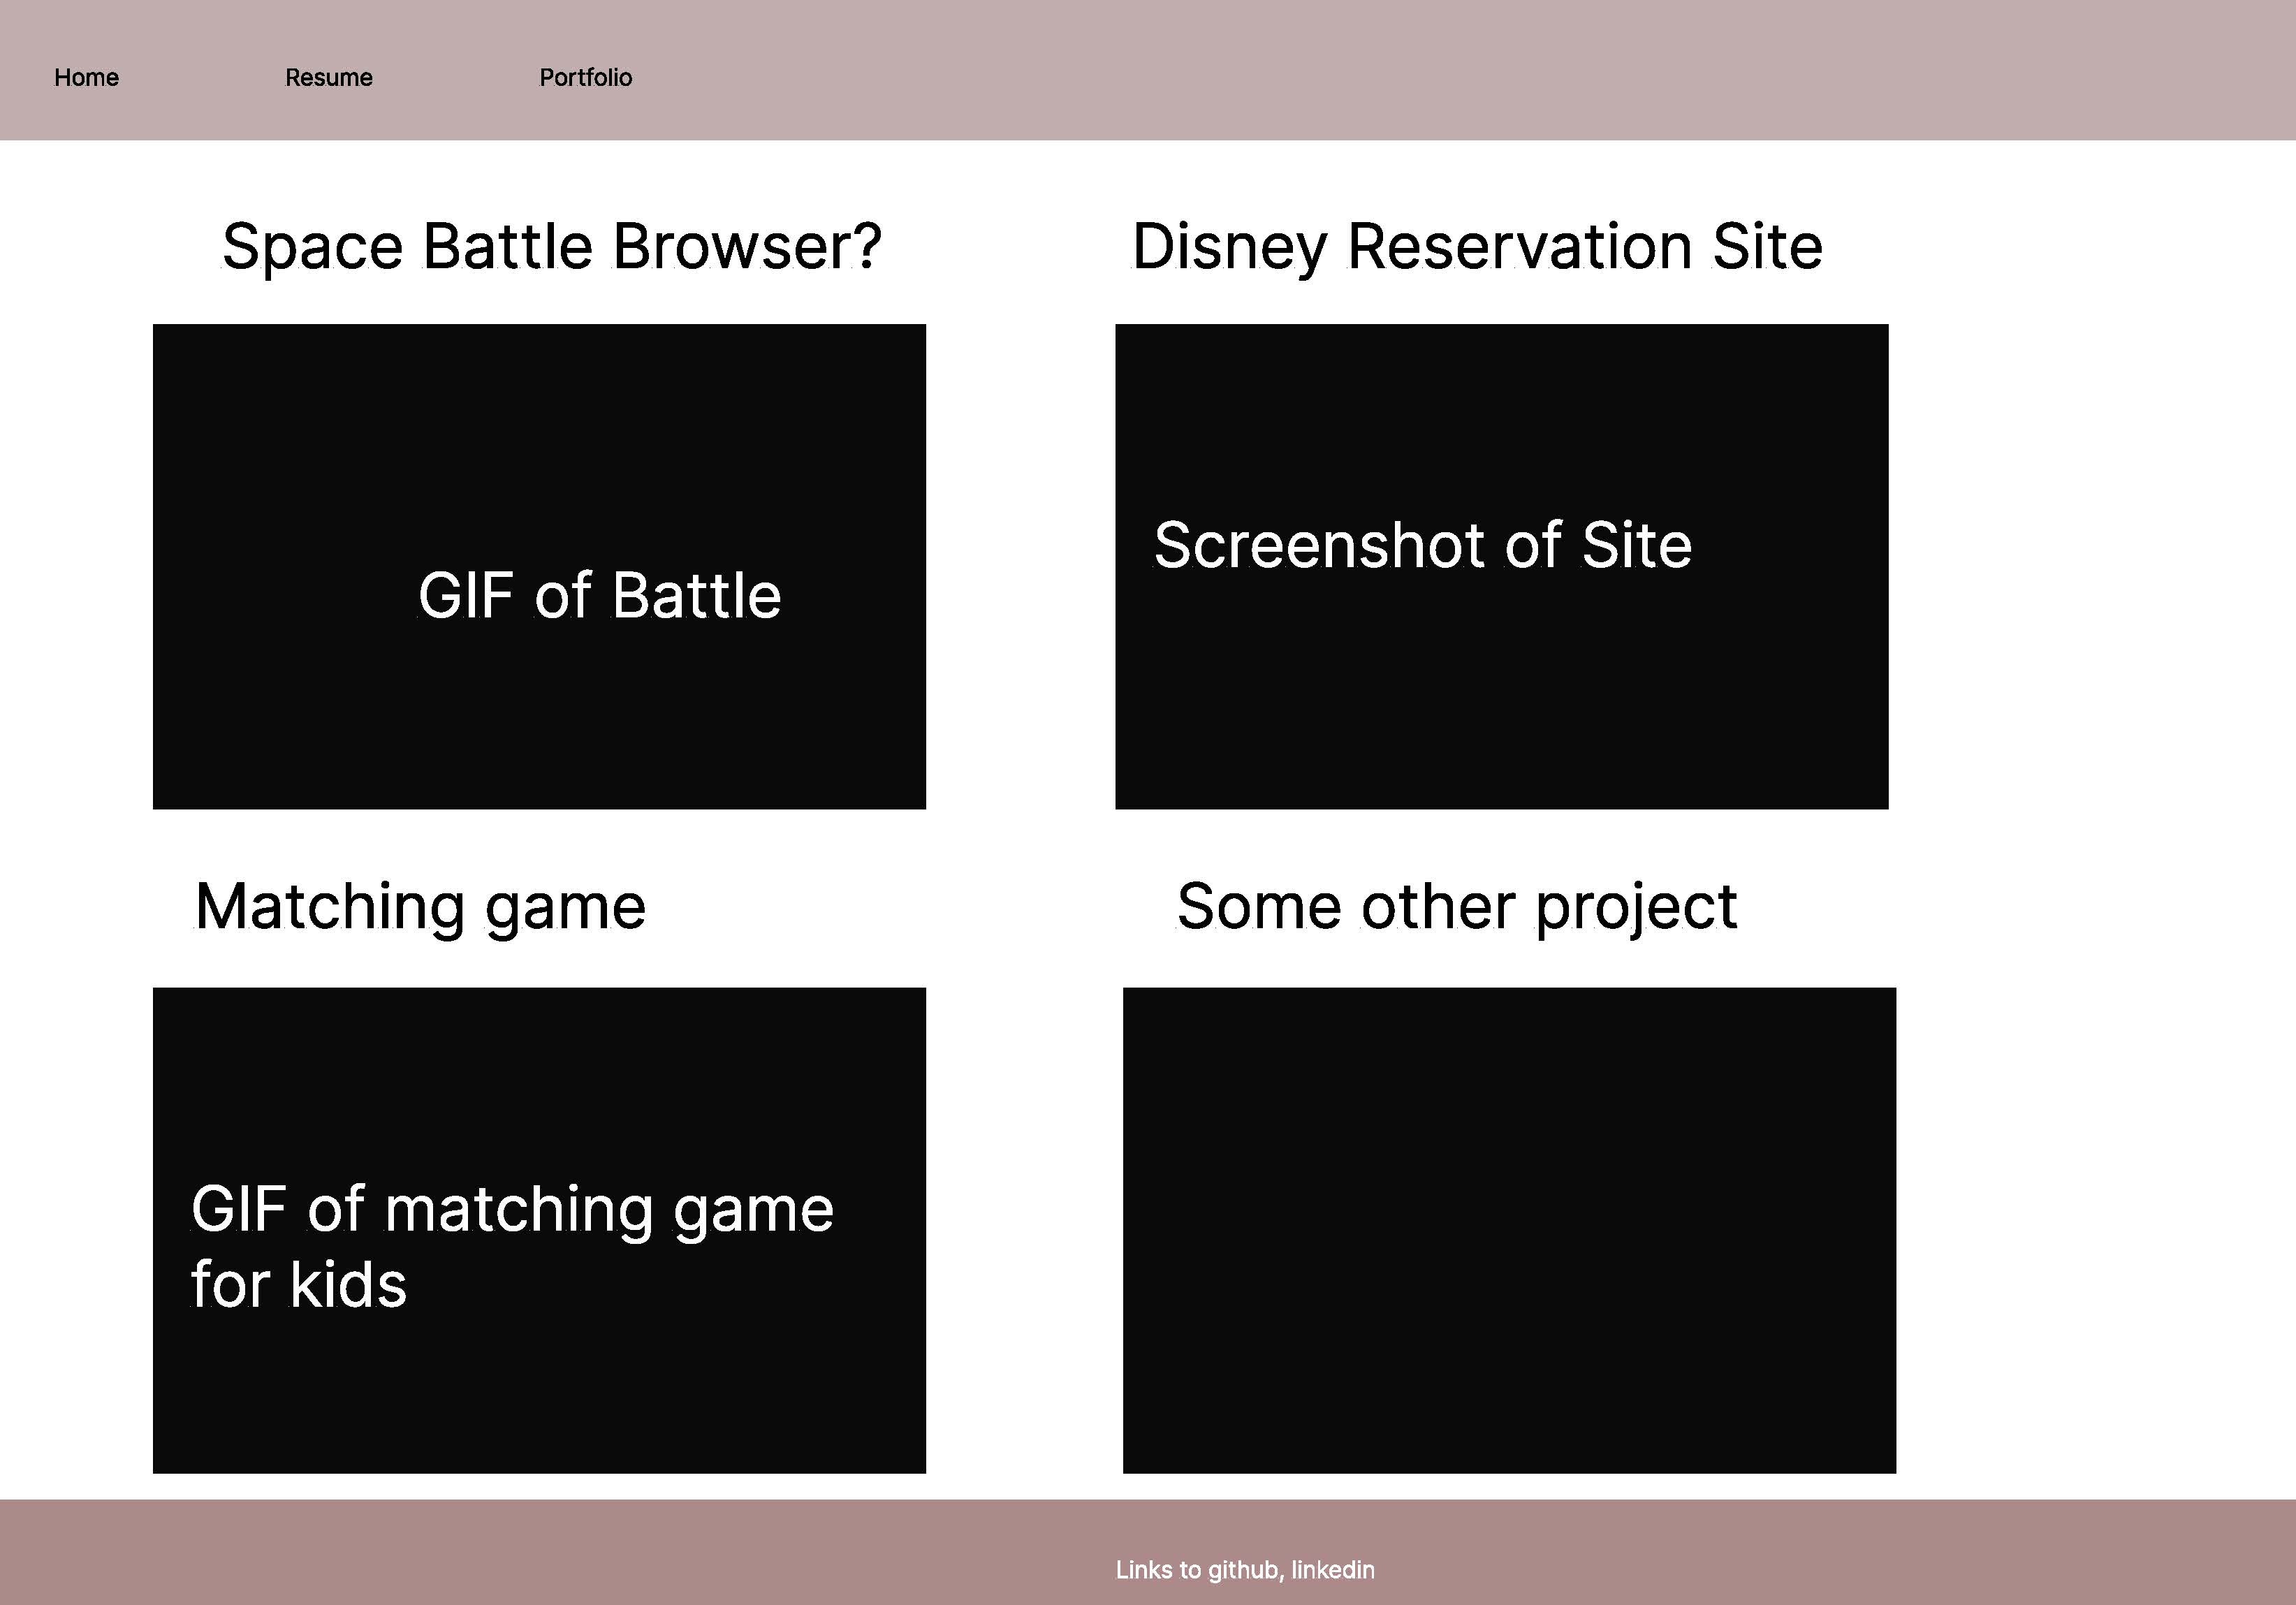 Home Resume Portfolio
Space Battle Browser? Disney Reservation Site
GIF of Battle
Screenshot of Site
Matching game Some other project
GIF of matching game
for kids
Links to github, linkedin